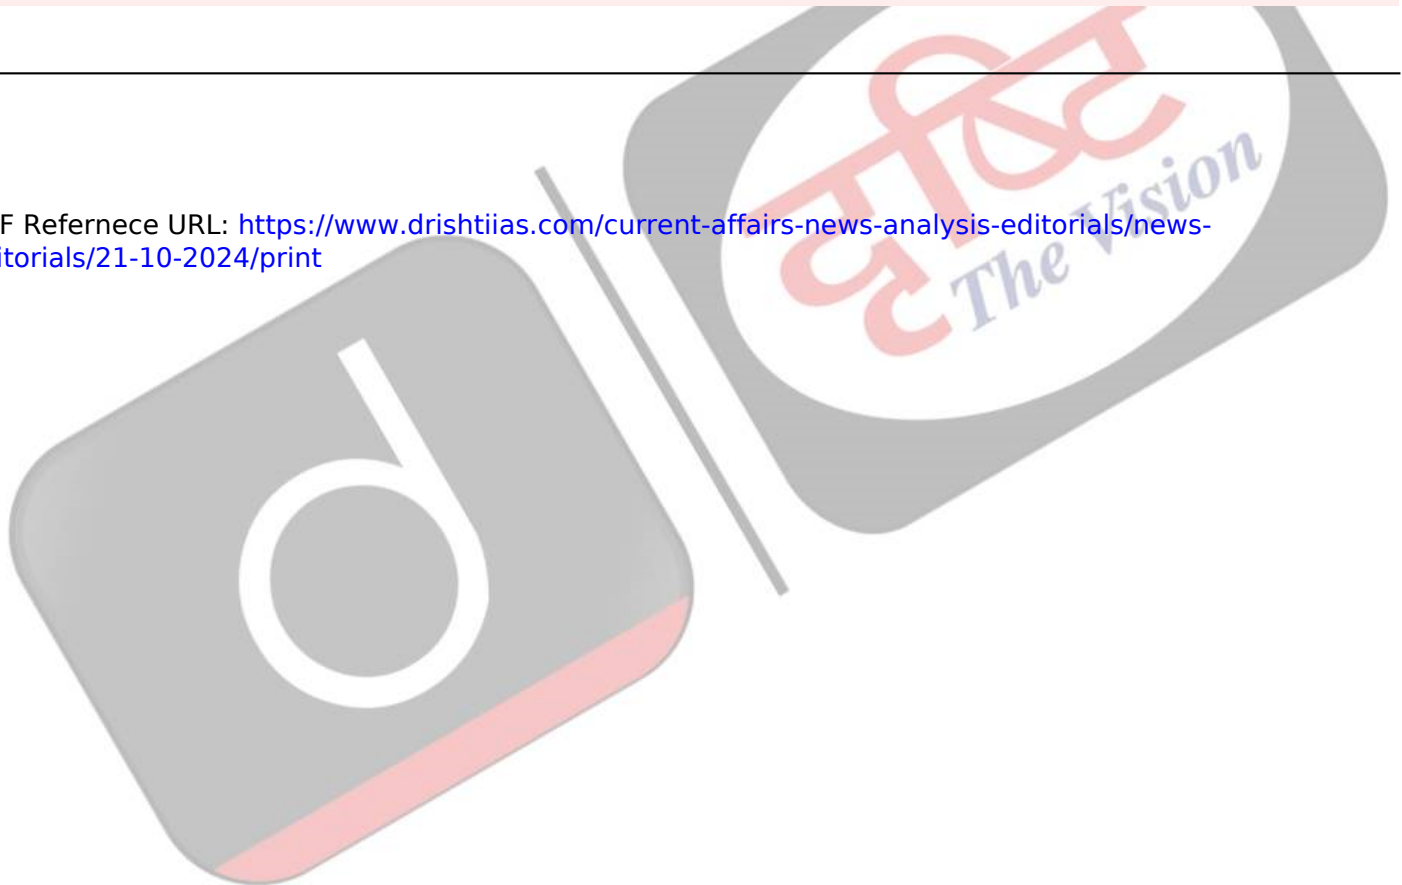 दृष्टि
The Vision
F Refernece URL: https://www.drishtiias.com/current-affairs-news-analysis-editorials/news-
itorials/21-10-2024/print
d